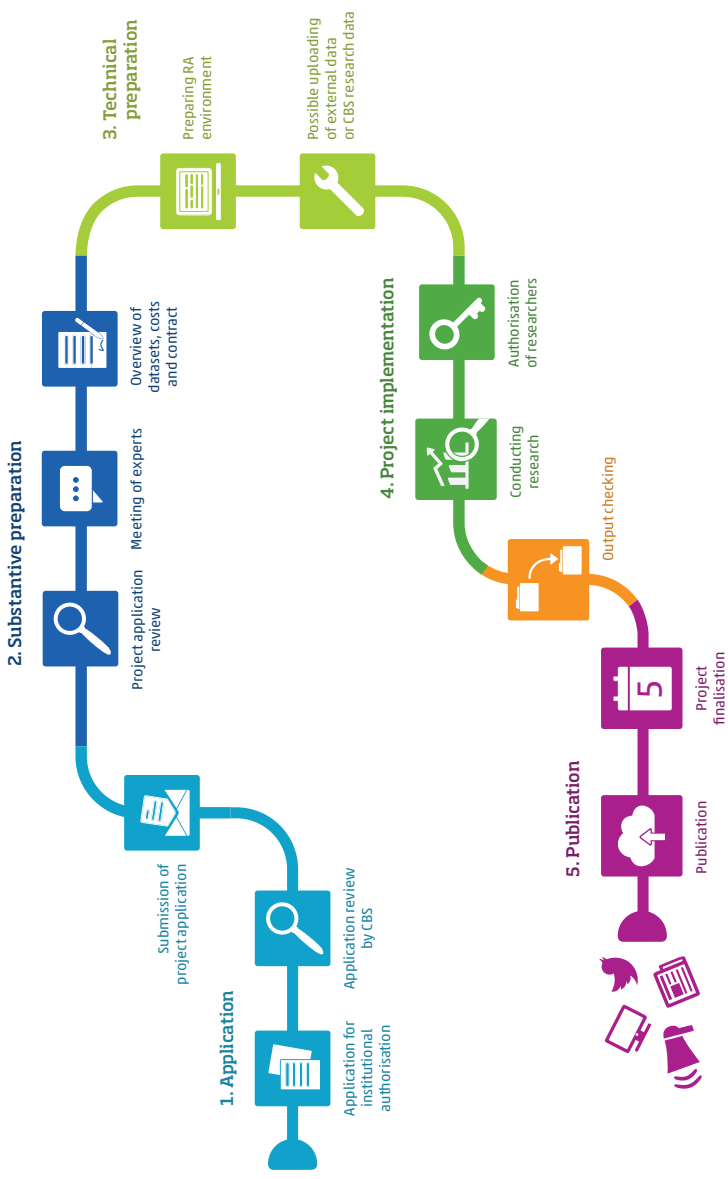 1. Application
Application for
institutional
authorisation
Application review
by CBS
Submission of
project application
2. Substantive preparation
Project application
review
Meeting of experts
Overview of
datasets, costs
and contract
3. Technical
preparation
Preparing RA
environment
Possible uploading
of external data
or CBS research data
4. Project implementation
Authorisation
of researchers
Conducting
research
Output checking
5. Publication
5
Project
finalisation
Publication